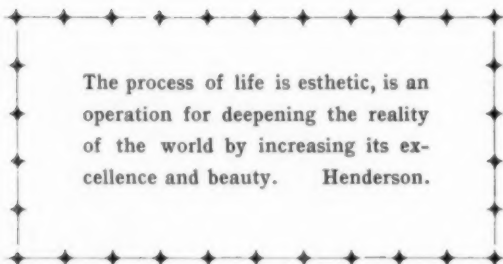 The process of life is esthetic, is an
operation for deepening the reality
of the world by increasing its ex-
cellence and beauty. Henderson.